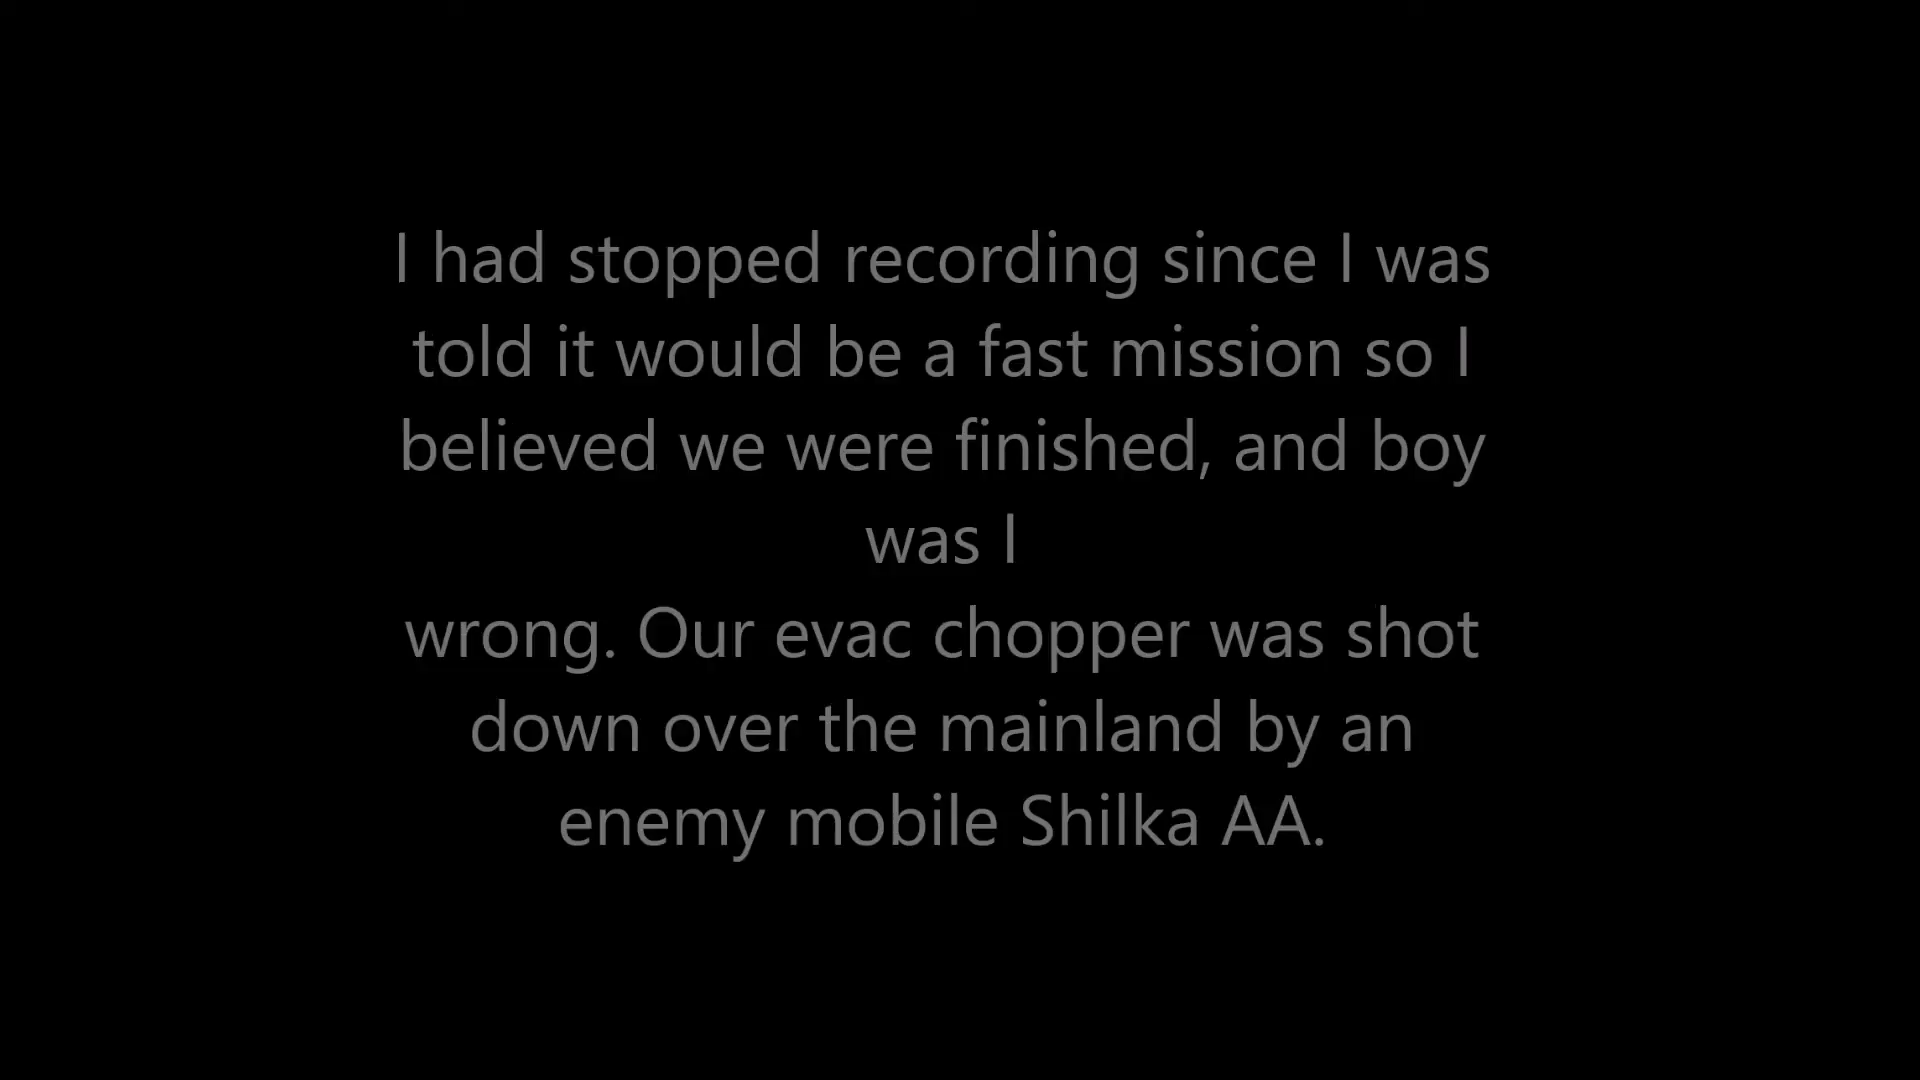 I had stopped recording since I was
told it would be a fast mission so I
believed we were finished, and boy
was I
wrong. Our evac chopper was shot
down over the mainland by an
enemy mobile Shilka AA.